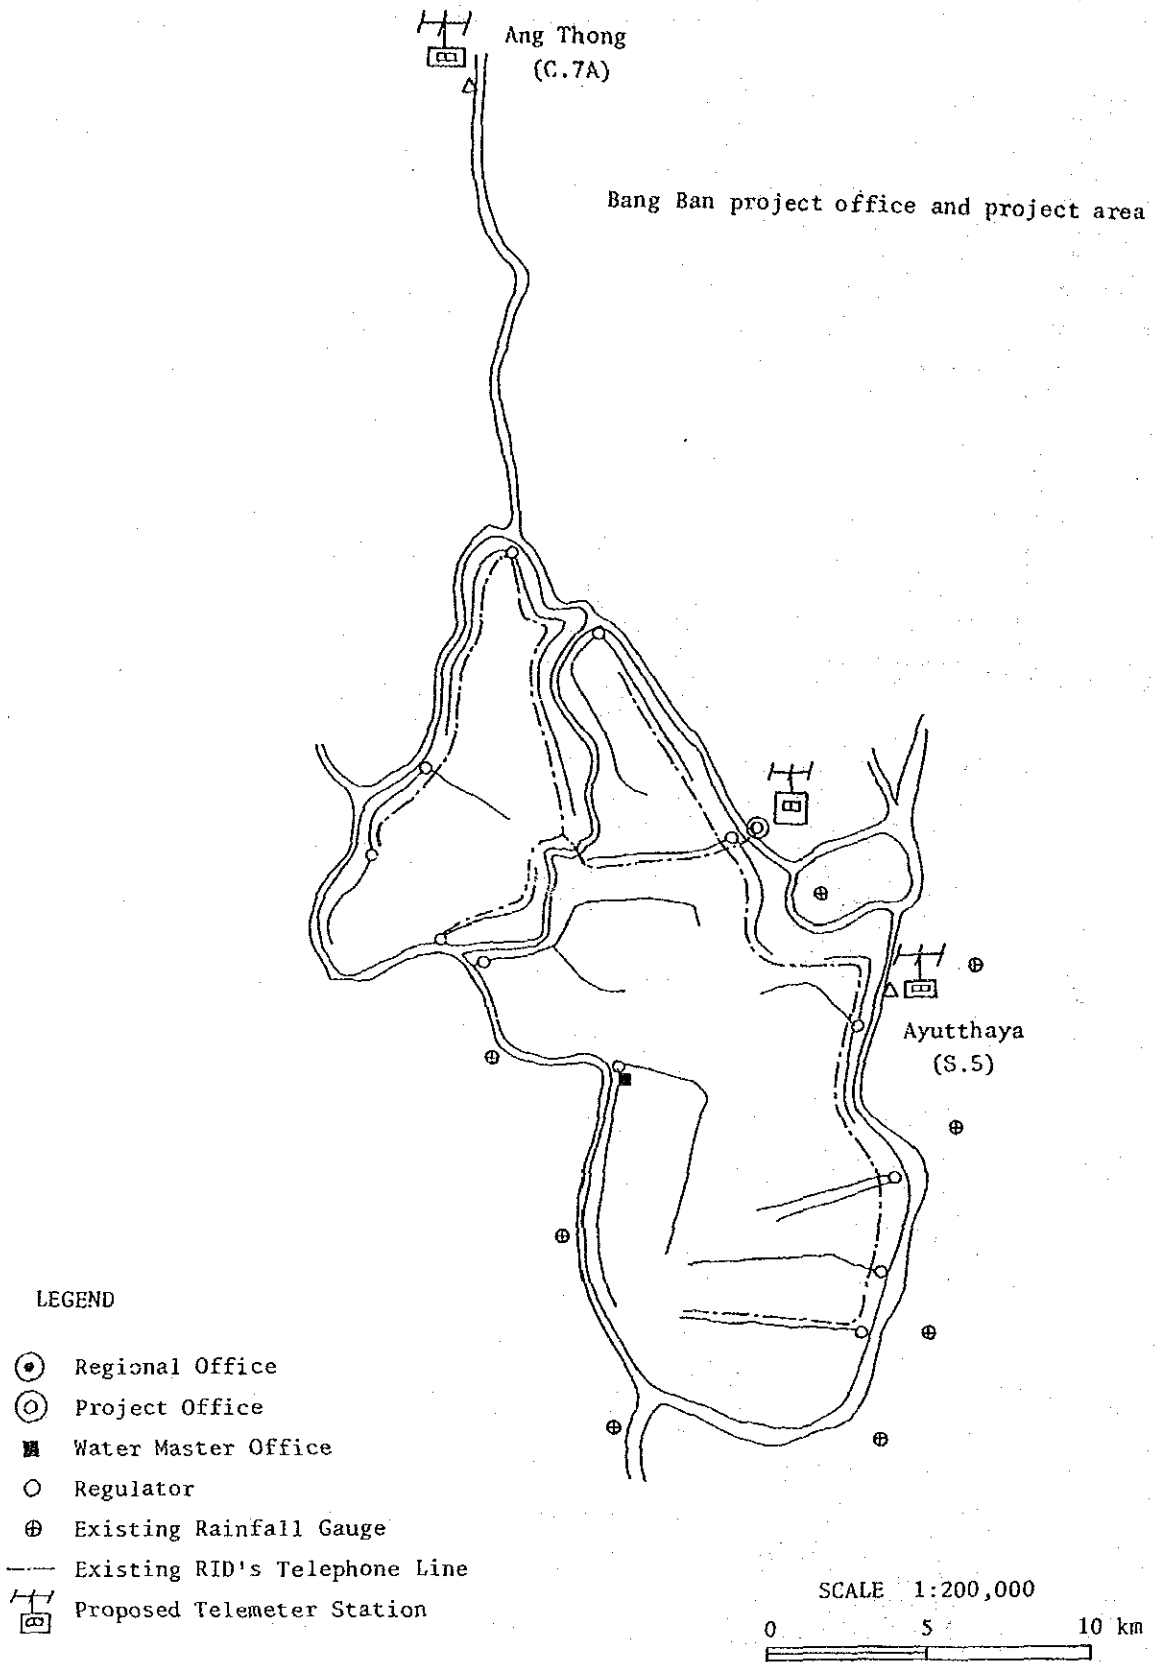 Ang Thong
(C.7A)
Bang Ban project office and project area
Ayutthaya
(S.5)
LEGEND
Regional Office
Project Office
Water Master Office
Regulator
Existing Rainfall Gauge
Existing RID's Telephone Line
Proposed Telemeter Station
SCALE 1:200,000
0 5 10 km